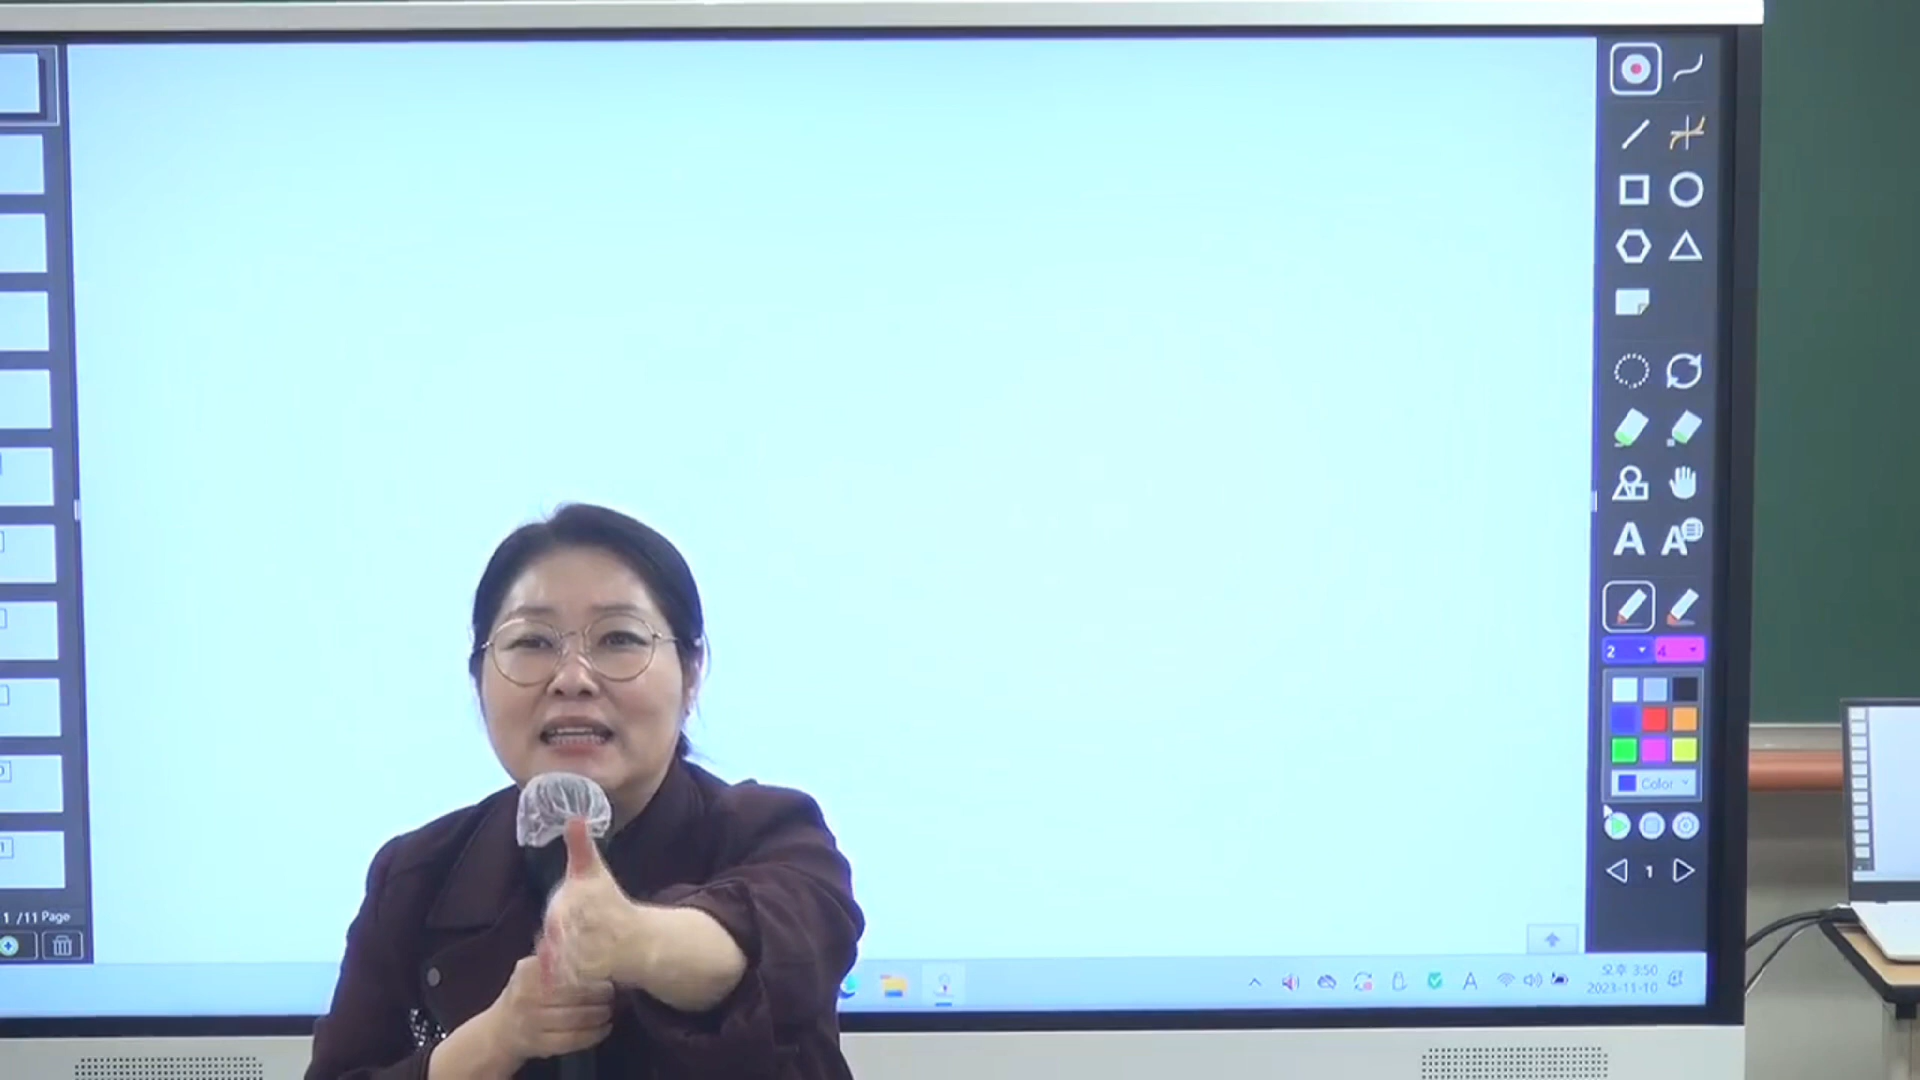 A A
2 4
Color
1
1 /11 Page
A
오후 3:50
2023-11-10